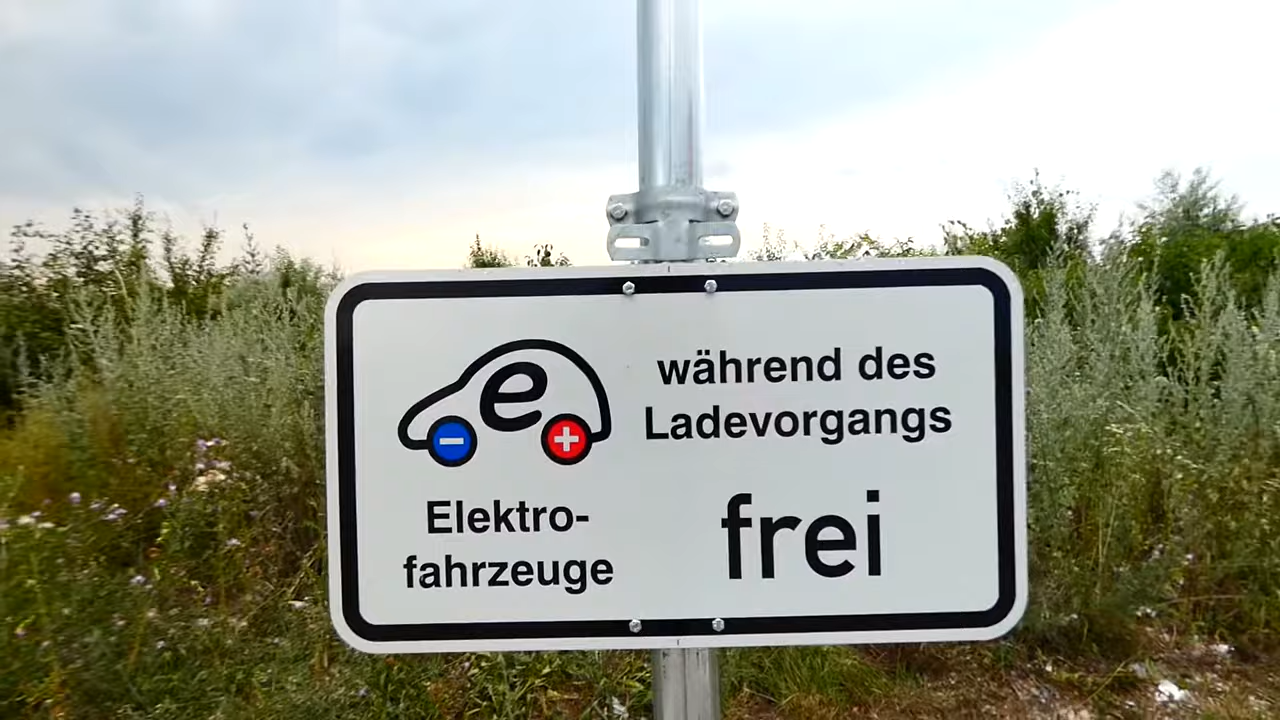 e
während des
Ladevorgangs
Elektro-
fahrzeuge
frei